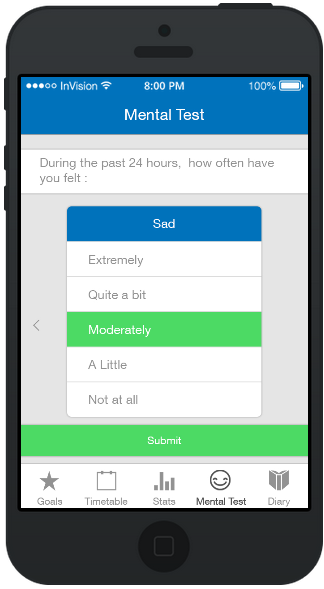 InVision 8:00 PM 100%
Mental Test
During the past 24 hours, how often have
you felt :
Sad
Extremely
Quite a bit
Moderately
A Little
Not at all
Submit
Goals Timetable Stats Mental Test Diary